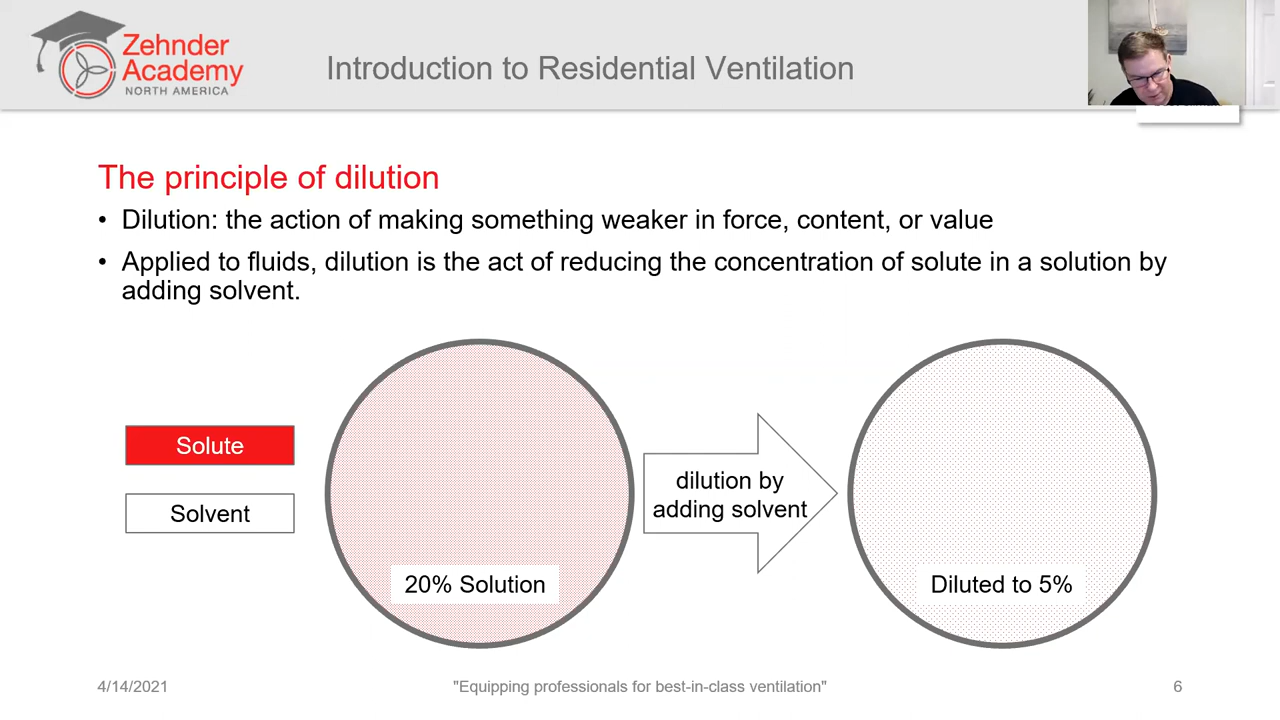 Zehnder
Academy
NORTH AMERICA
Introduction to Residential Ventilation
The principle of dilution
• Dilution: the action of making something weaker in force, content, or value
• Applied to fluids, dilution is the act of reducing the concentration of solute in a solution by
adding solvent.
Solute
Solvent
20% Solution
dilution by
adding solvent
Diluted to 5%
4/14/2021
"Equipping professionals for best-in-class ventilation"
6